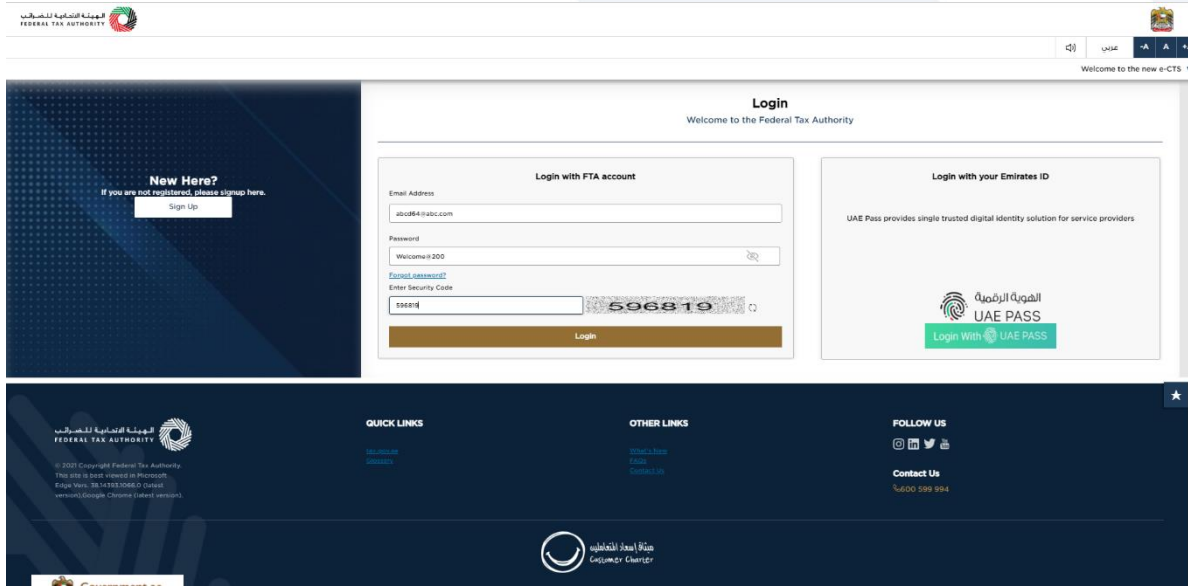 الهيئة الاتحادية للضرائب
FEDERAL TAX AUTHORITY
عربي
-A A
Welcome to the new e-CTS
Login
Welcome to the Federal Tax Authority
New Here?
If you are not registered, please signup here.
Sign Up
Login with FTA account
Email Address
abcd64@abc.com
Password
Welcome@200
Forgot password?
Enter Security Code
596819
596819
Login
Login with your Emirates ID
UAE Pass provides single trusted digital identity solution for service providers
الهوية الرقمية
UAE PASS
Login With UAE PASS
الهيئة الاتحادية للضرائب
FEDERAL TAX AUTHORITY
© 2021 Copyright Federal Tax Authority.
This site is best viewed in Microsoft
Edge Vers. 38.14393.1066.0 (latest
version),Google Chrome (latest version).
QUICK LINKS
OTHER LINKS
What's New
FAQs
Contact Us
FOLLOW US
Contact Us
600 599 994
ميثاق إسعاد المتعاملين
Customer Charter